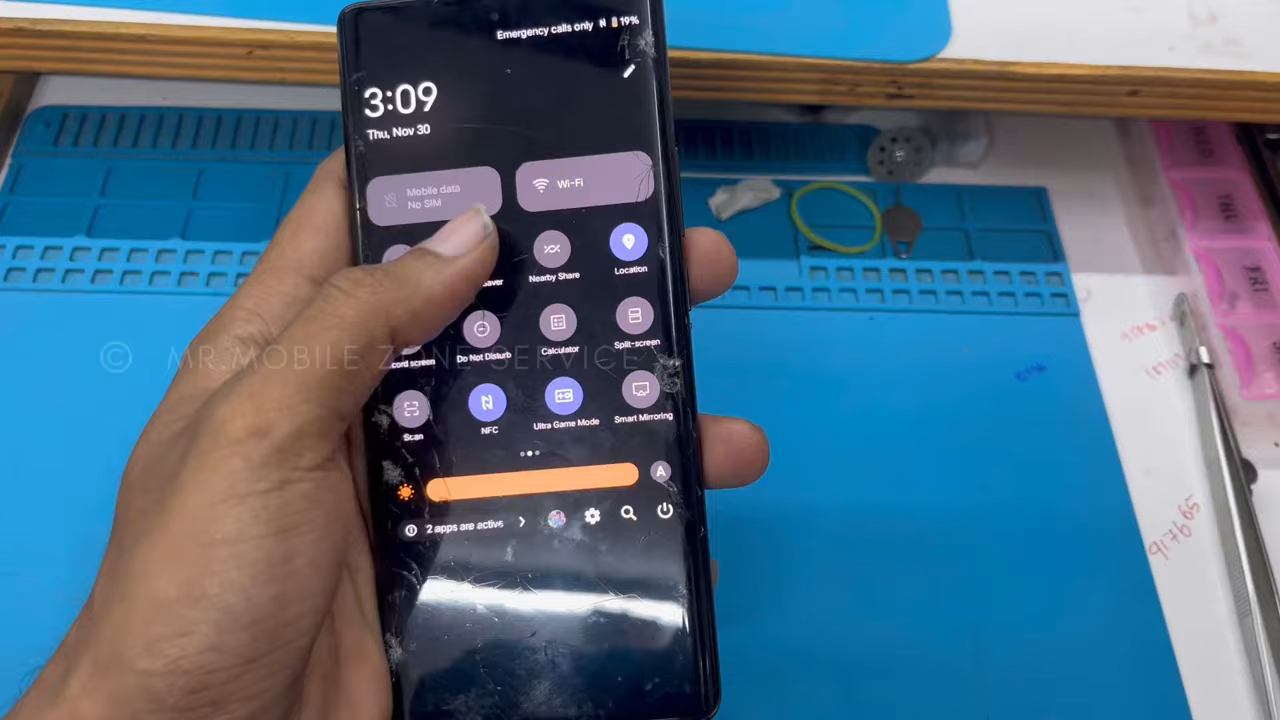 Emergency calls only
19%
3:09
Thu, Nov 30
Mobile data
No SIM
Wi-Fi
Nearby Share
Location
Do Not Disturb
Calculator
Split-screen
Scan
NFC
Ultra Game Mode
Smart Mirroring
A
2 apps are active
© MR.MOBILE ZONE SERVICE
FRI